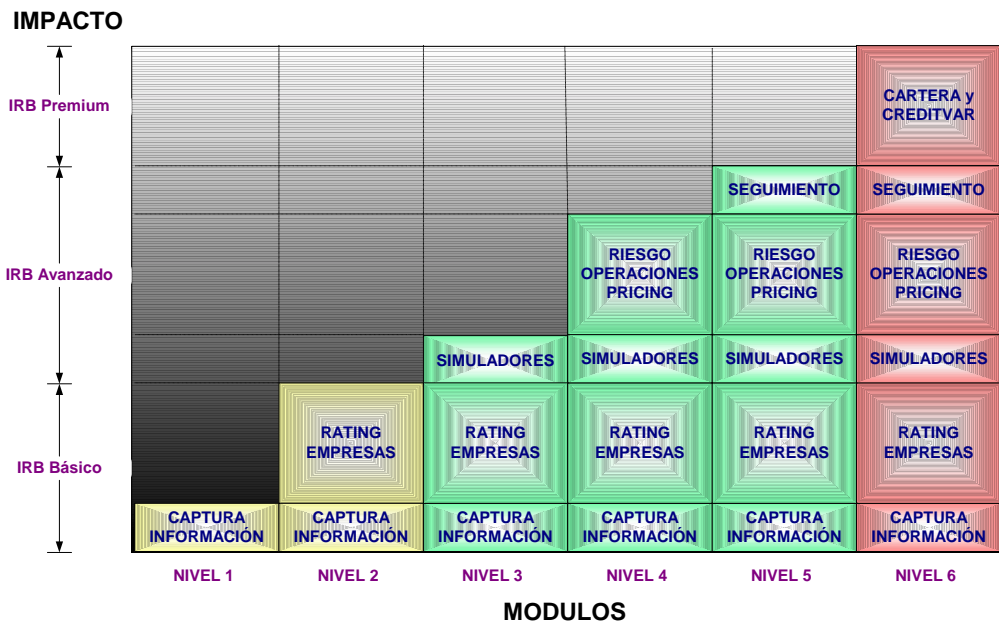 IMPACTO
IRB Premium
CARTERA y
CREDITVAR
SEGUIMIENTO
SEGUIMIENTO
IRB Avanzado
RIESGO
OPERACIONES
PRICING
RIESGO
OPERACIONES
PRICING
RIESGO
OPERACIONES
PRICING
SIMULADORES
SIMULADORES
SIMULADORES
SIMULADORES
IRB Básico
RATING
EMPRESAS
RATING
EMPRESAS
RATING
EMPRESAS
RATING
EMPRESAS
RATING
EMPRESAS
CAPTURA
INFORMACIÓN
CAPTURA
INFORMACIÓN
CAPTURA
INFORMACIÓN
CAPTURA
INFORMACIÓN
CAPTURA
INFORMACIÓN
CAPTURA
INFORMACIÓN
NIVEL 1
NIVEL 2
NIVEL 3
NIVEL 4
NIVEL 5
NIVEL 6
MODULOS